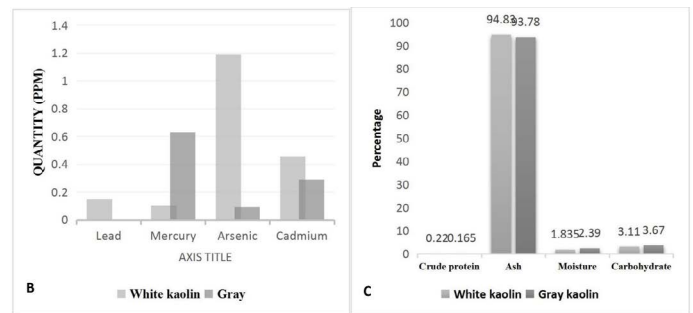 QUANTITY (PPM)
1.4
1.2
1
0.8
0.6
0.4
0.2
0
Lead Mercury Arsenic Cadmium
AXIS TITLE
B
White kaolin Gray
Percentage
100
90
80
70
60
50
40
30
20
10
0
94.83 93.78
0.22 0.165
1.835 2.39
3.11 3.67
Crude protein Ash Moisture Carbohydrate
C
White kaolin Gray kaolin